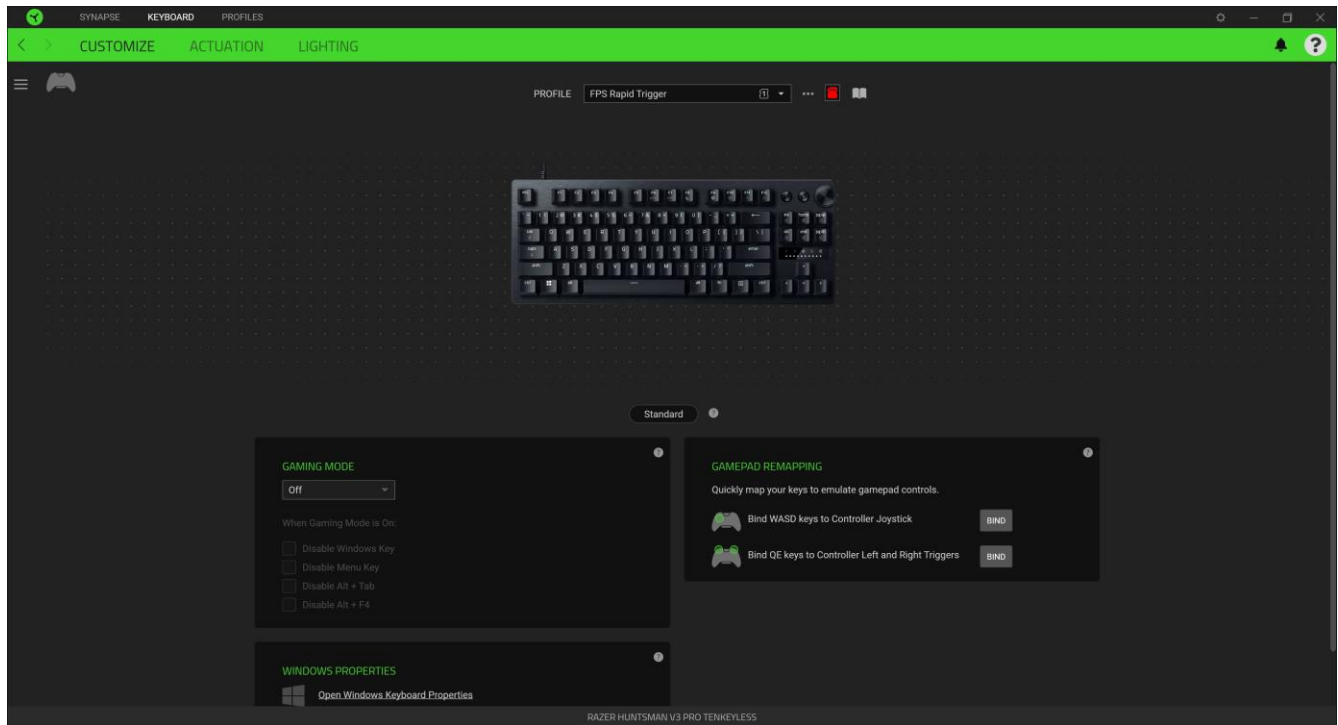 SYNAPSE KEYBOARD PROFILES
CUSTOMIZE ACTUATION LIGHTING
?
PROFILE FPS Rapid Trigger 1
Standard ?
GAMING MODE ?
Off
When Gaming Mode is On:
Disable Windows Key
Disable Menu Key
Disable Alt + Tab
Disable Alt + F4
GAMEPAD REMAPPING ?
Quickly map your keys to emulate gamepad controls.
Bind WASD keys to Controller Joystick BIND
Bind QE keys to Controller Left and Right Triggers BIND
WINDOWS PROPERTIES ?
Open Windows Keyboard Properties
RAZER HUNTSMAN V3 PRO TENKEYLESS